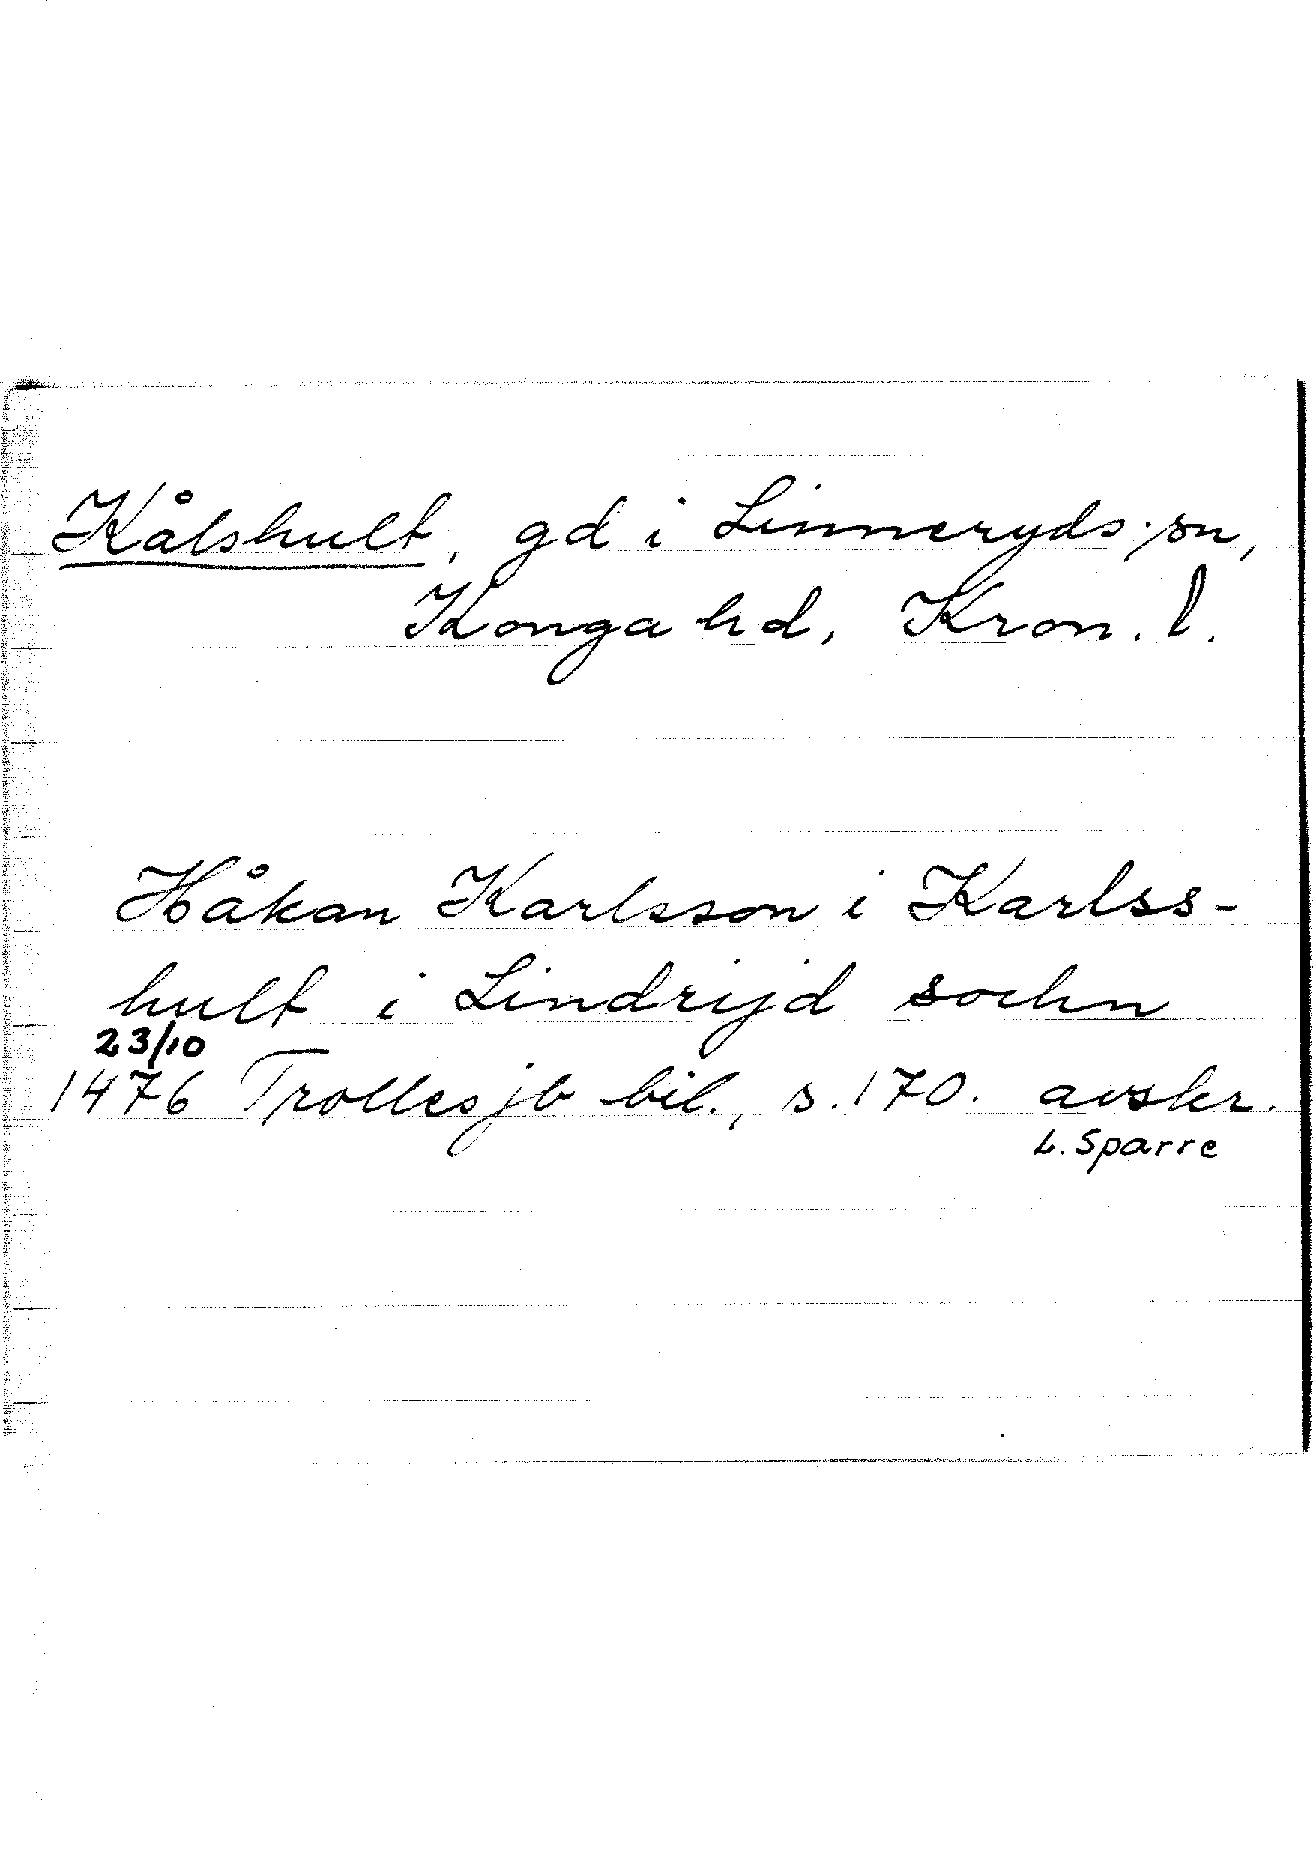 Kålshult, gd i Linneryds sn,
Konga hd, Kron. l.
Håkan Karlsson i Karlss-
hult i Lindrijd sochn
23/10
1476 Trollesjb bil., s. 170. avskr.
L. Sparre